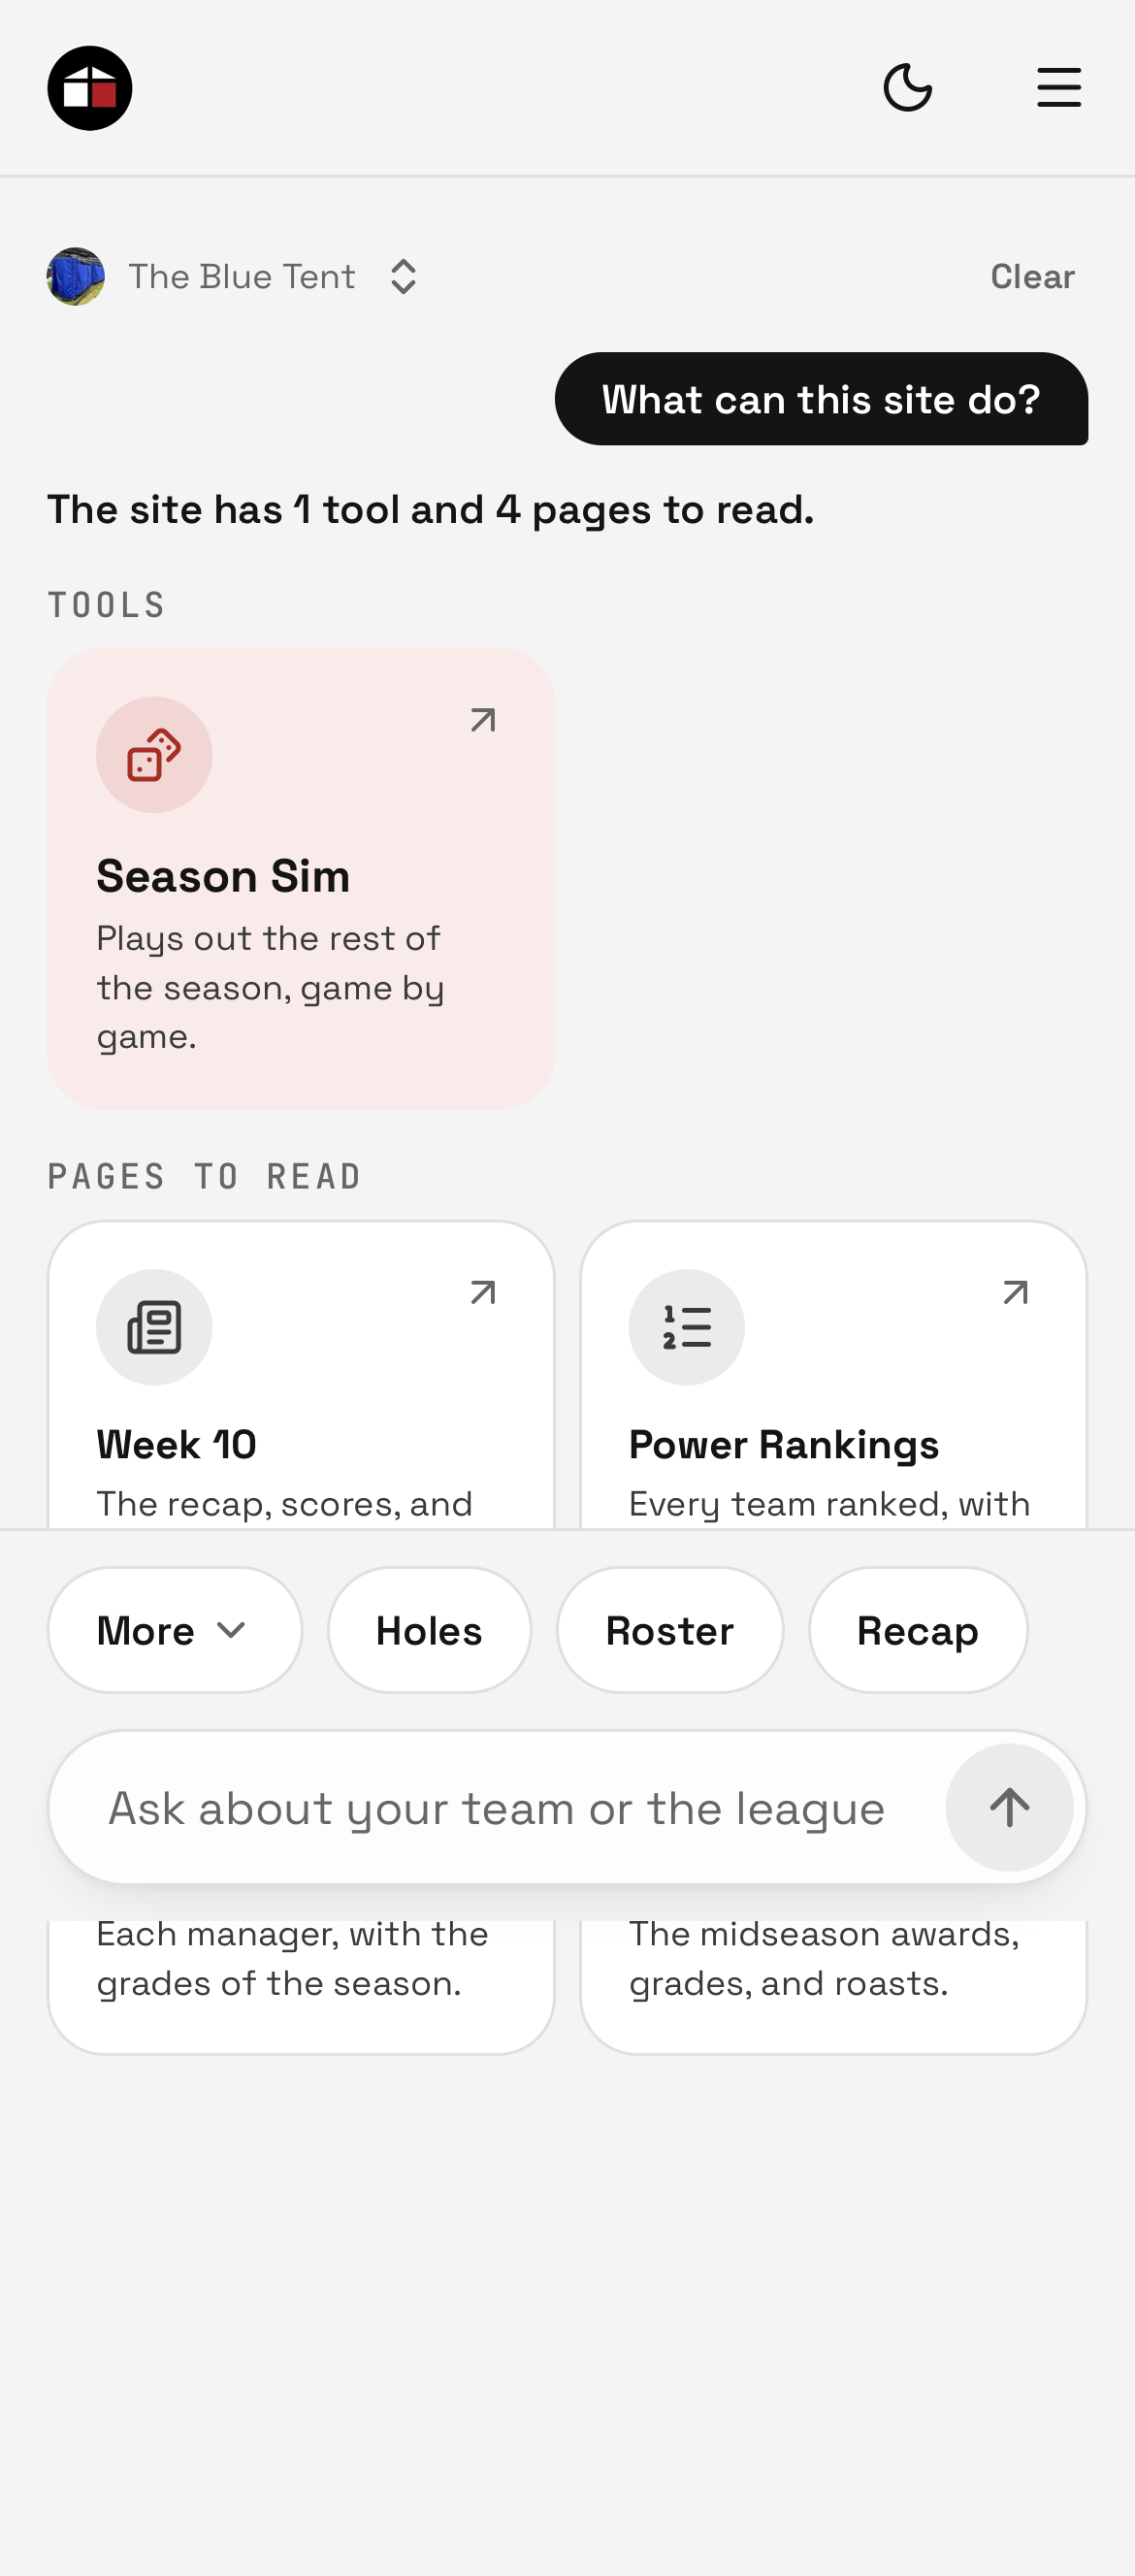 The Blue Tent
Clear
What can this site do?
The site has 1 tool and 4 pages to read.
TOOLS
Season Sim
Plays out the rest of
the season, game by
game.
PAGES TO READ
Week 10
The recap, scores, and
1
2
Power Rankings
Every team ranked, with
More
Holes
Roster
Recap
Ask about your team or the league
Each manager, with the
grades of the season.
The midseason awards,
grades, and roasts.